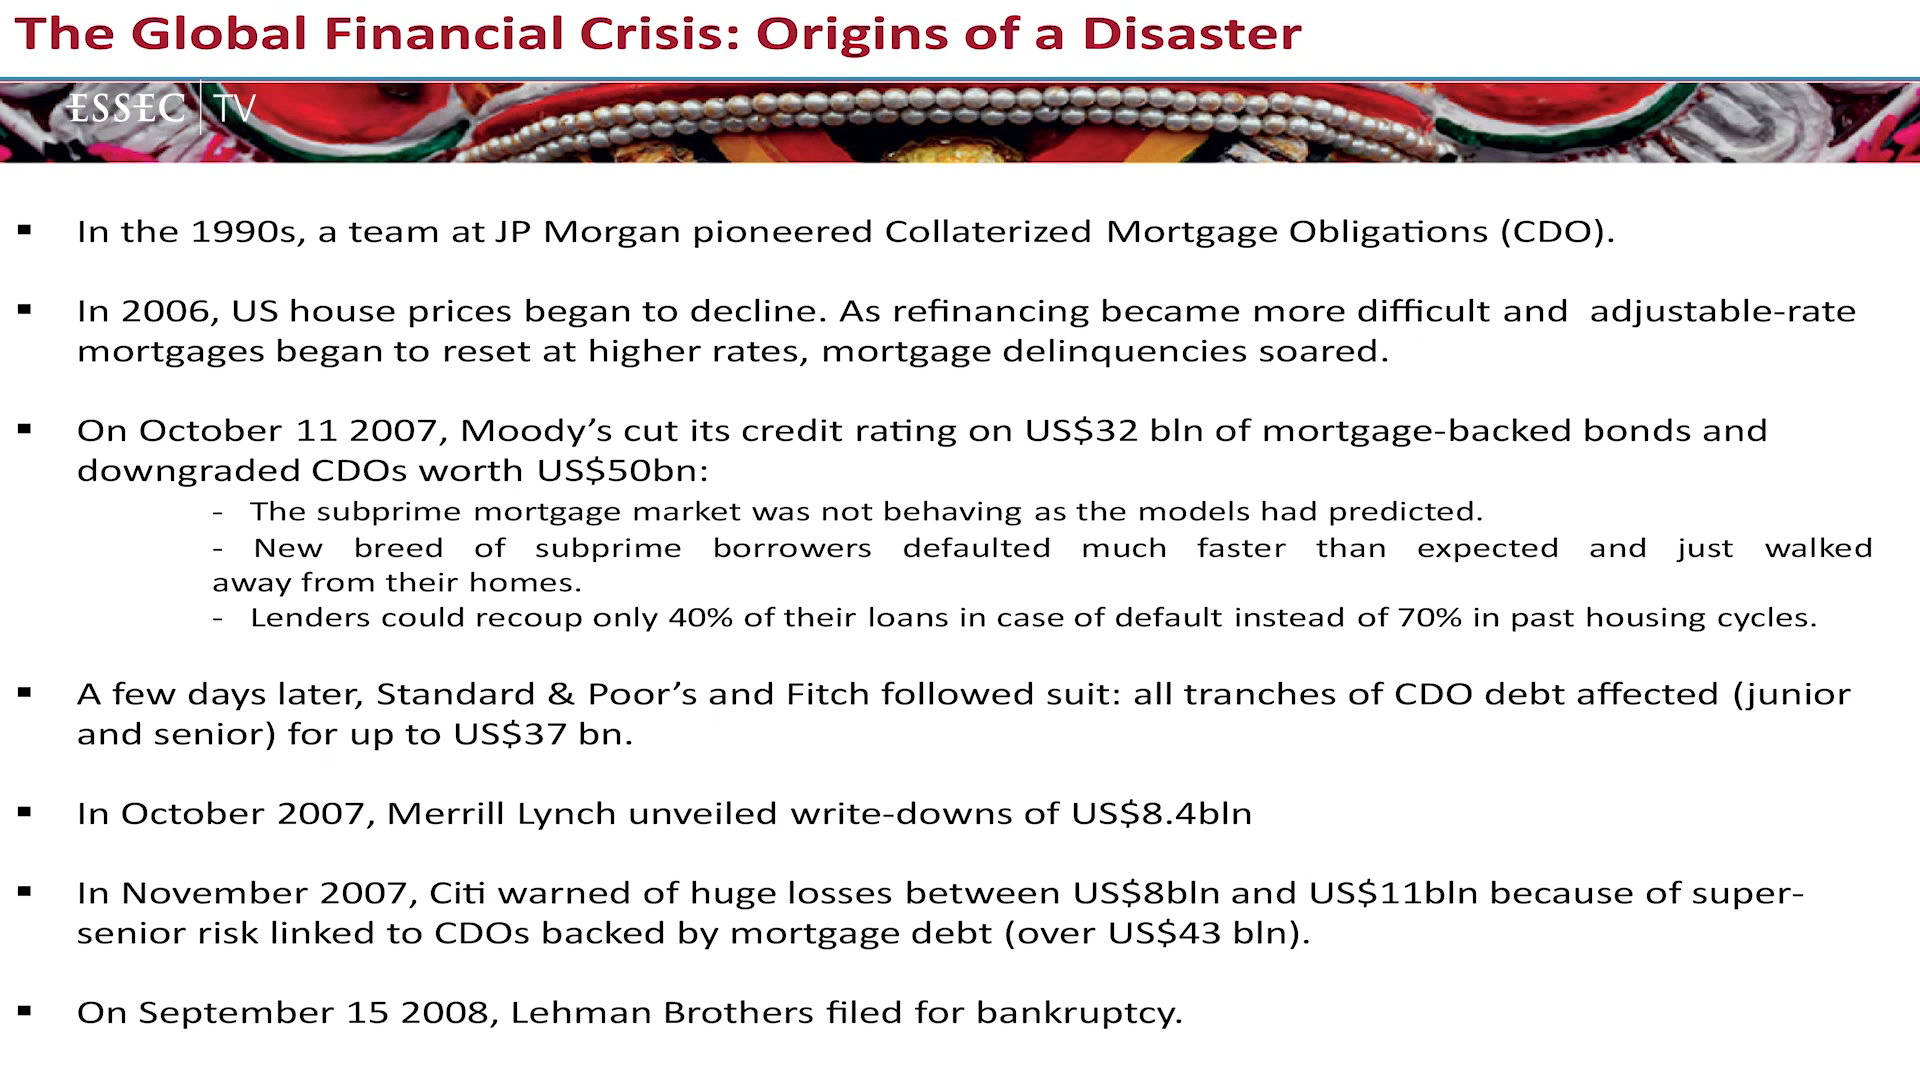 The Global Financial Crisis: Origins of a Disaster
ESSEC | TV
▪ In the 1990s, a team at JP Morgan pioneered Collaterized Mortgage Obligations (CDO).
▪ In 2006, US house prices began to decline. As refinancing became more difficult and adjustable-rate
mortgages began to reset at higher rates, mortgage delinquencies soared.
▪ On October 11 2007, Moody’s cut its credit rating on US$32 bln of mortgage-backed bonds and
downgraded CDOs worth US$50bn:
- The subprime mortgage market was not behaving as the models had predicted.
- New breed of subprime borrowers defaulted much faster than expected and just walked
away from their homes.
- Lenders could recoup only 40% of their loans in case of default instead of 70% in past housing cycles.
▪ A few days later, Standard & Poor’s and Fitch followed suit: all tranches of CDO debt affected (junior
and senior) for up to US$37 bn.
▪ In October 2007, Merrill Lynch unveiled write-downs of US$8.4bln
▪ In November 2007, Citi warned of huge losses between US$8bln and US$11bln because of super-
senior risk linked to CDOs backed by mortgage debt (over US$43 bln).
▪ On September 15 2008, Lehman Brothers filed for bankruptcy.